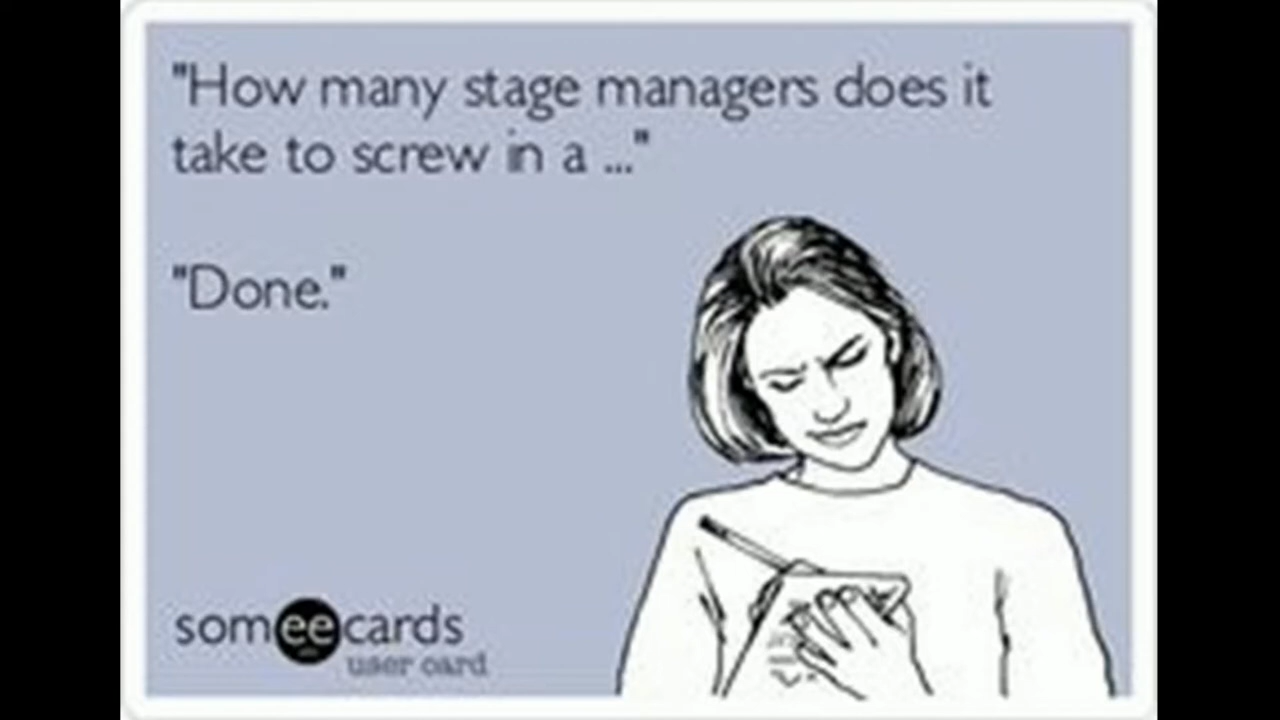 "How many stage managers does it
take to screw in a ..."
"Done."
someecards
user card